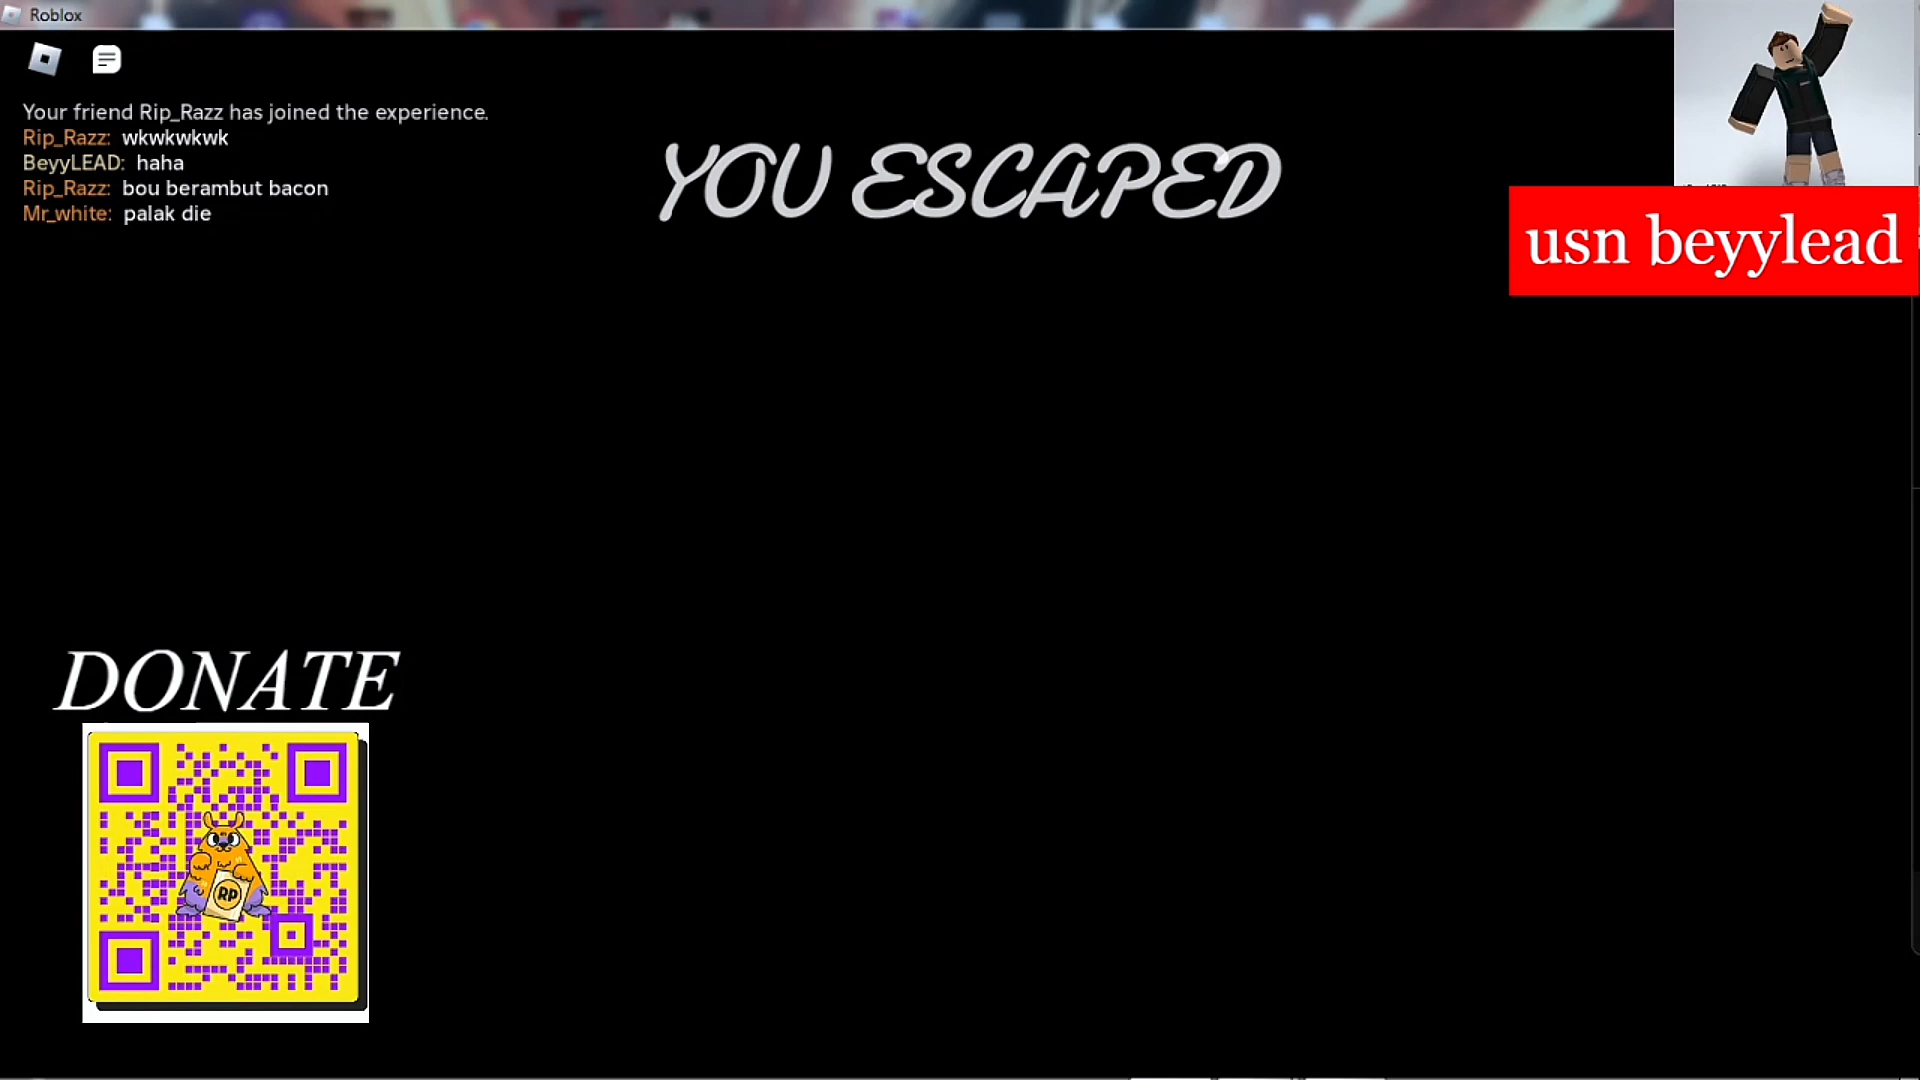 Roblox
Your friend Rip_Razz has joined the experience.
Rip_Razz: wkwkwkwk
BeyyLEAD: haha
Rip_Razz: bou berambut bacon
Mr_white: palak die
YOU ESCAPED
usn beyylead
DONATE
RP